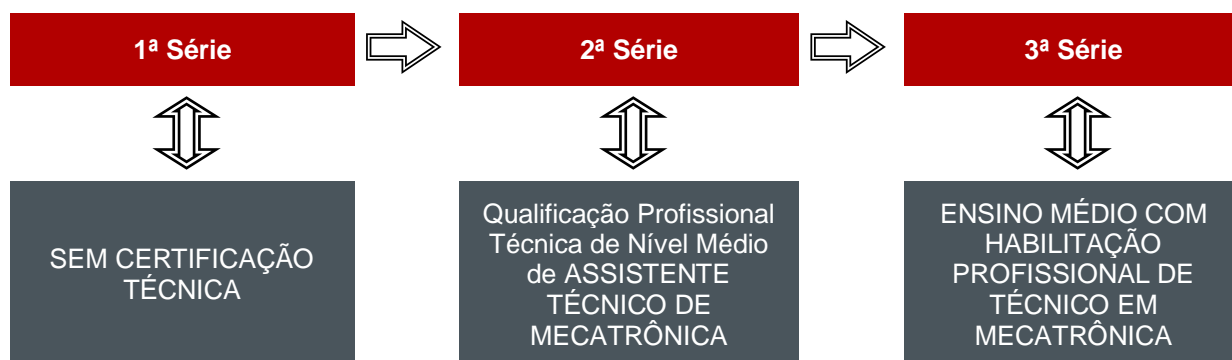 1ª Série
2ª Série
3ª Série
SEM CERTIFICAÇÃO
TÉCNICA
Qualificação Profissional
Técnica de Nível Médio
de ASSISTENTE
TÉCNICO DE
MECATRÔNICA
ENSINO MÉDIO COM
HABILITAÇÃO
PROFISSIONAL DE
TÉCNICO EM
MECATRÔNICA